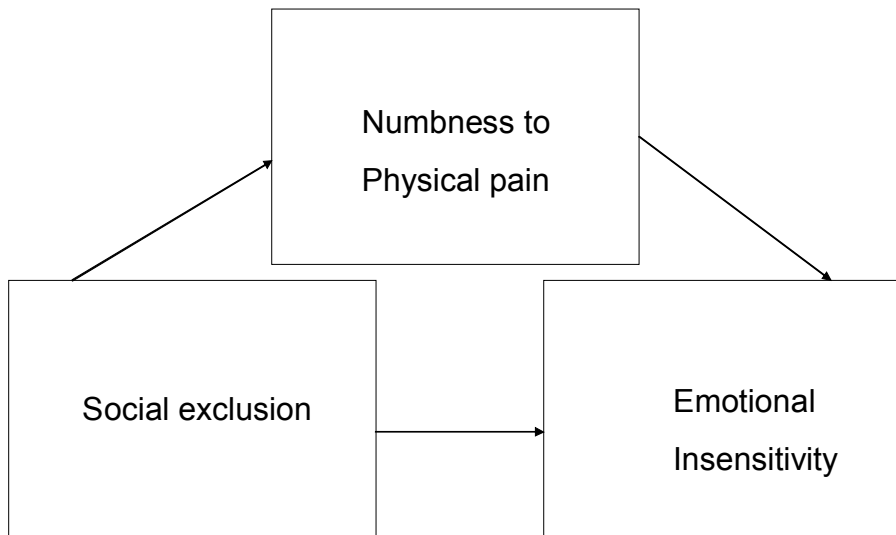 Numbness to
Physical pain
Social exclusion
Emotional
Insensitivity